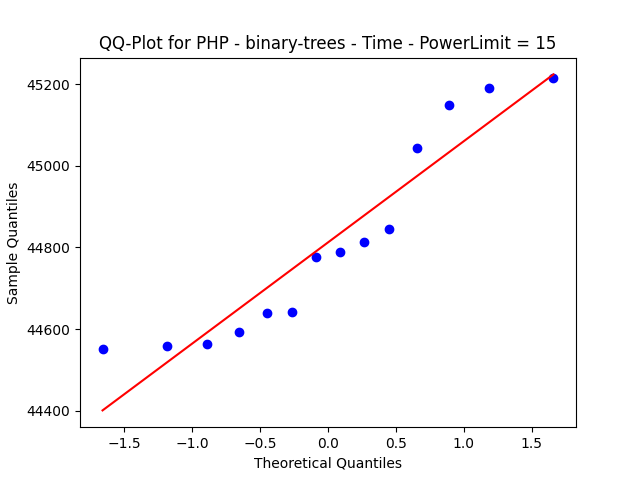 QQ-Plot for PHP - binary-trees - Time - PowerLimit = 15
45200
45000
44800
44600
44400
Sample Quantiles
−1.5 −1.0 −0.5 0.0 0.5 1.0 1.5
Theoretical Quantiles